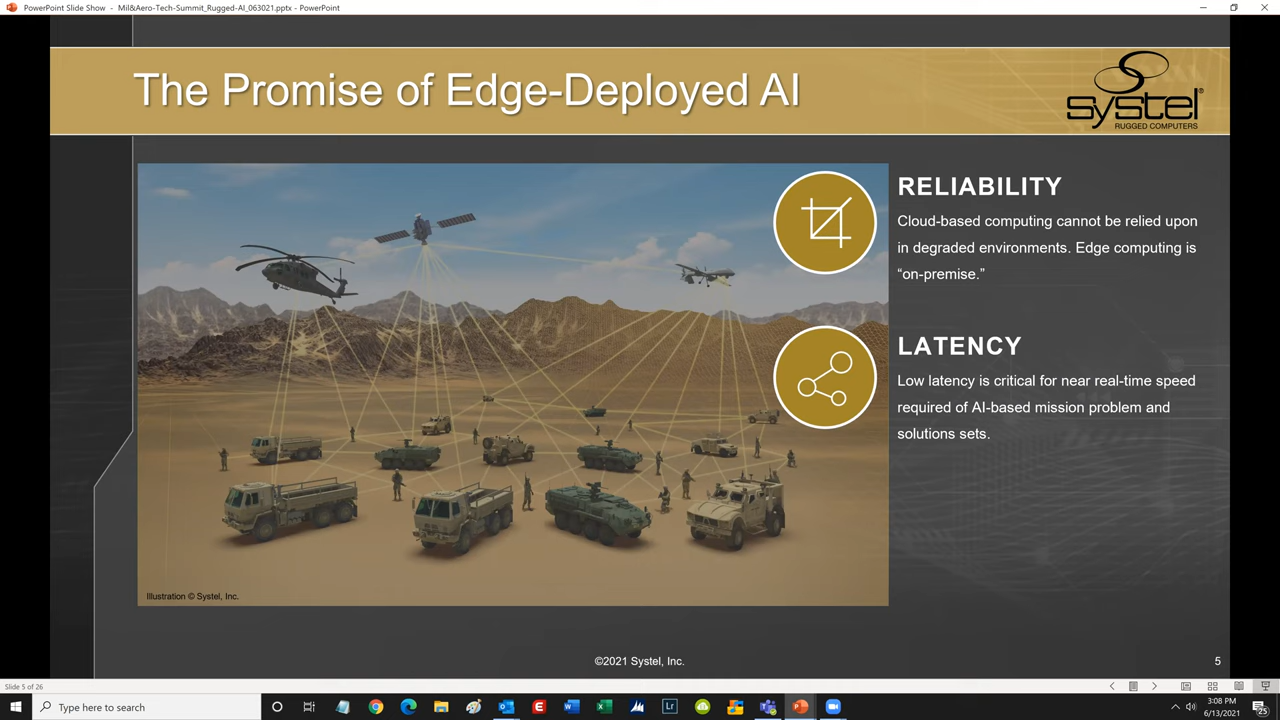 PowerPoint Slide Show - Mil&Aero-Tech-Summit_Rugged-AI_063021.pptx - PowerPoint
The Promise of Edge-Deployed AI
systel®
RUGGED COMPUTERS
RELIABILITY
Cloud-based computing cannot be relied upon
in degraded environments. Edge computing is
“on-premise.”
LATENCY
Low latency is critical for near real-time speed
required of AI-based mission problem and
solutions sets.
Illustration © Systel, Inc.
©2021 Systel, Inc.
5
Slide 5 of 26
Type here to search
3:08 PM
6/13/2021
25